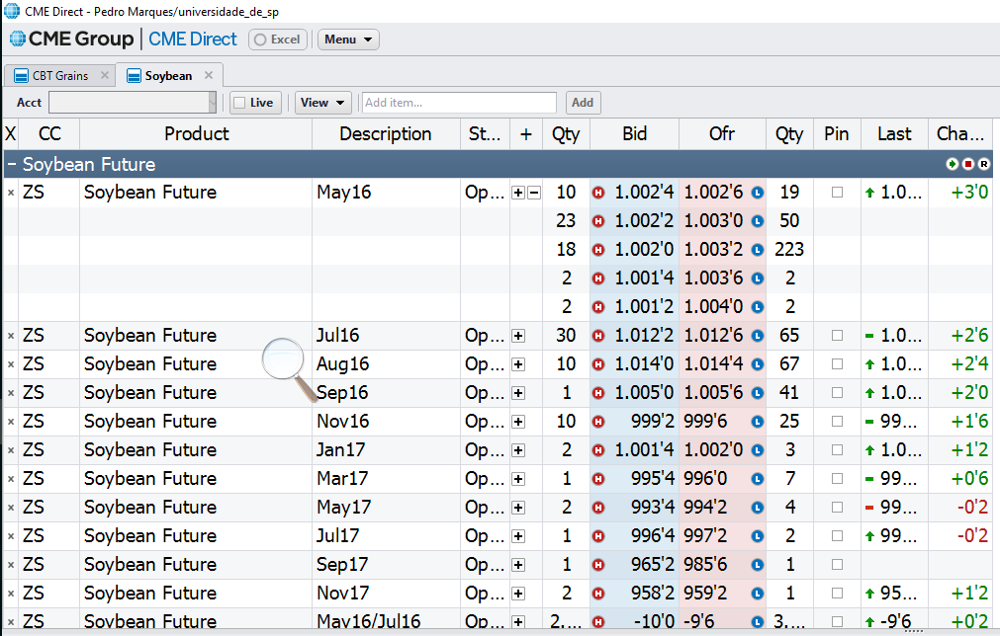 CME Direct - Pedro Marques/universidade_de_sp
CME Group CME Direct Excel Menu
CBT Grains × Soybean ×
Acct Live View Add item... Add
X CC Product Description St... + Qty Bid Ofr Qty Pin Last Cha...
− Soybean Future R
× ZS Soybean Future May16 Op... + − 10 H 1.002'4 1.002'6 L 19 1.0... +3'0
23 H 1.002'2 1.003'0 L 50
18 H 1.002'0 1.003'2 L 223
2 H 1.001'4 1.003'6 L 2
2 H 1.001'2 1.004'0 L 2
× ZS Soybean Future Jul16 Op... + 30 H 1.012'2 1.012'6 L 65 1.0... +2'6
× ZS Soybean Future Aug16 Op... + 10 H 1.014'0 1.014'4 L 67 1.0... +2'4
× ZS Soybean Future Sep16 Op... + 1 H 1.005'0 1.005'6 L 41 1.0... +2'0
× ZS Soybean Future Nov16 Op... + 10 H 999'2 999'6 L 25 99... +1'6
× ZS Soybean Future Jan17 Op... + 2 H 1.001'4 1.002'0 L 3 1.0... +1'2
× ZS Soybean Future Mar17 Op... + 1 H 995'4 996'0 L 7 99... +0'6
× ZS Soybean Future May17 Op... + 2 H 993'4 994'2 L 4 99... -0'2
× ZS Soybean Future Jul17 Op... + 1 H 996'4 997'2 L 2 99... -0'2
× ZS Soybean Future Sep17 Op... + 1 H 965'2 985'6 L 1
× ZS Soybean Future Nov17 Op... + 2 H 958'2 959'2 L 1 95... +1'2
× ZS Soybean Future May16/Jul16 Op... + 2.... H -10'0 -9'6 L 3.... -9'6 +0'2